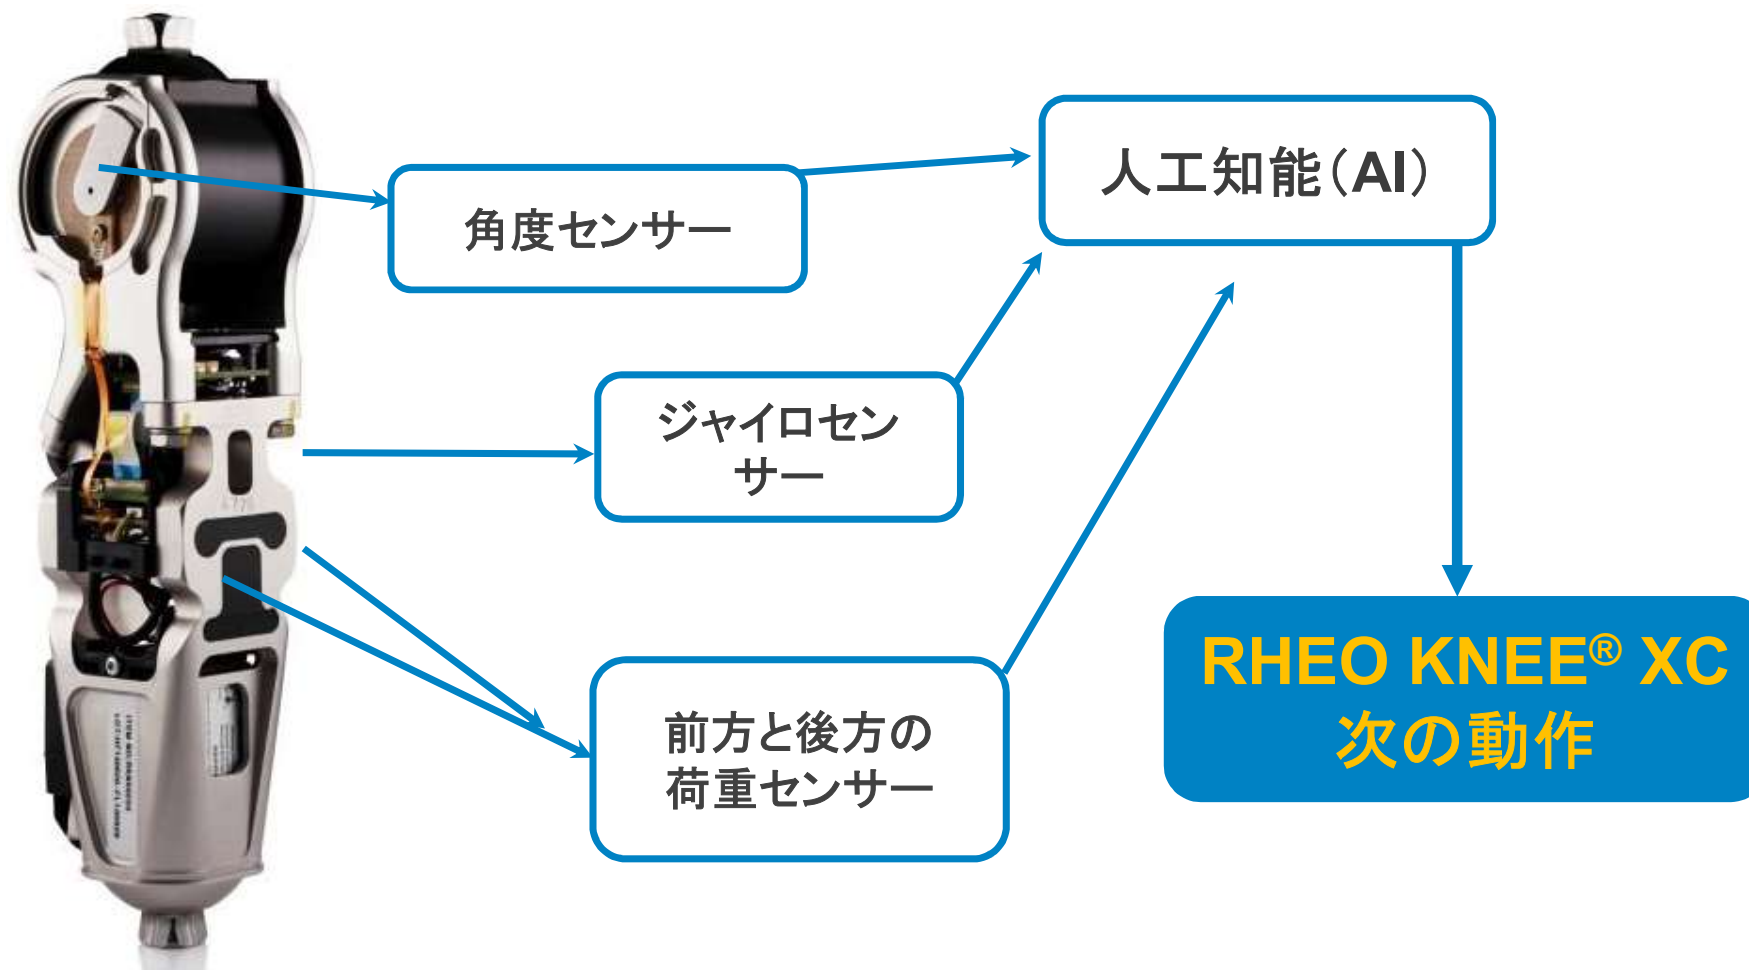 人工知能(AI)
角度センサー
ジャイロセン
サー
RHEO KNEE® XC
次の動作
前方と後方の
荷重センサー